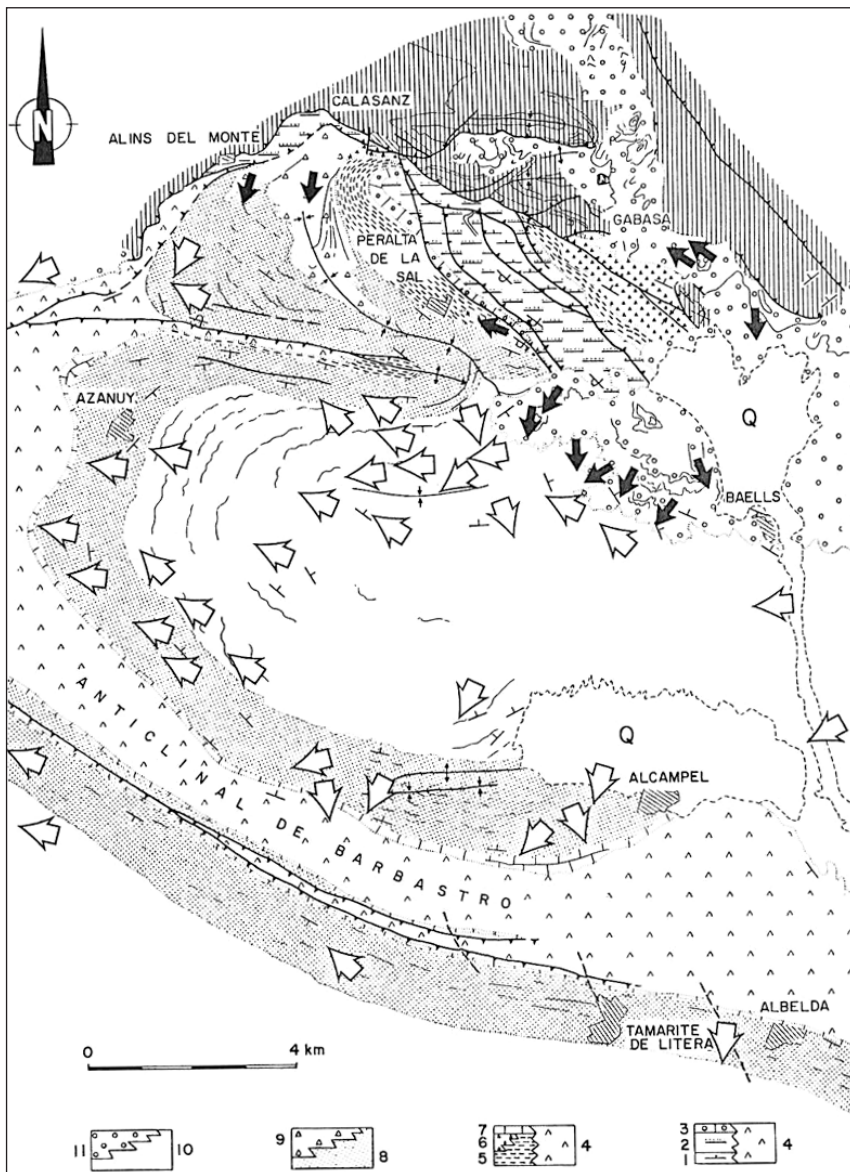 N
CALASANZ
ALINS DEL MONTE
GABASA
PERALTA
DE LA
SAL
AZANUY
Q
BAELLS
ANTICLINAL DE BARBASTRO
Q
ALCAMPEL
ALBELDA
TAMARITE
DE LITERA
0 4 km
11 10
9 8
7 6 5 4
3 2 1 4